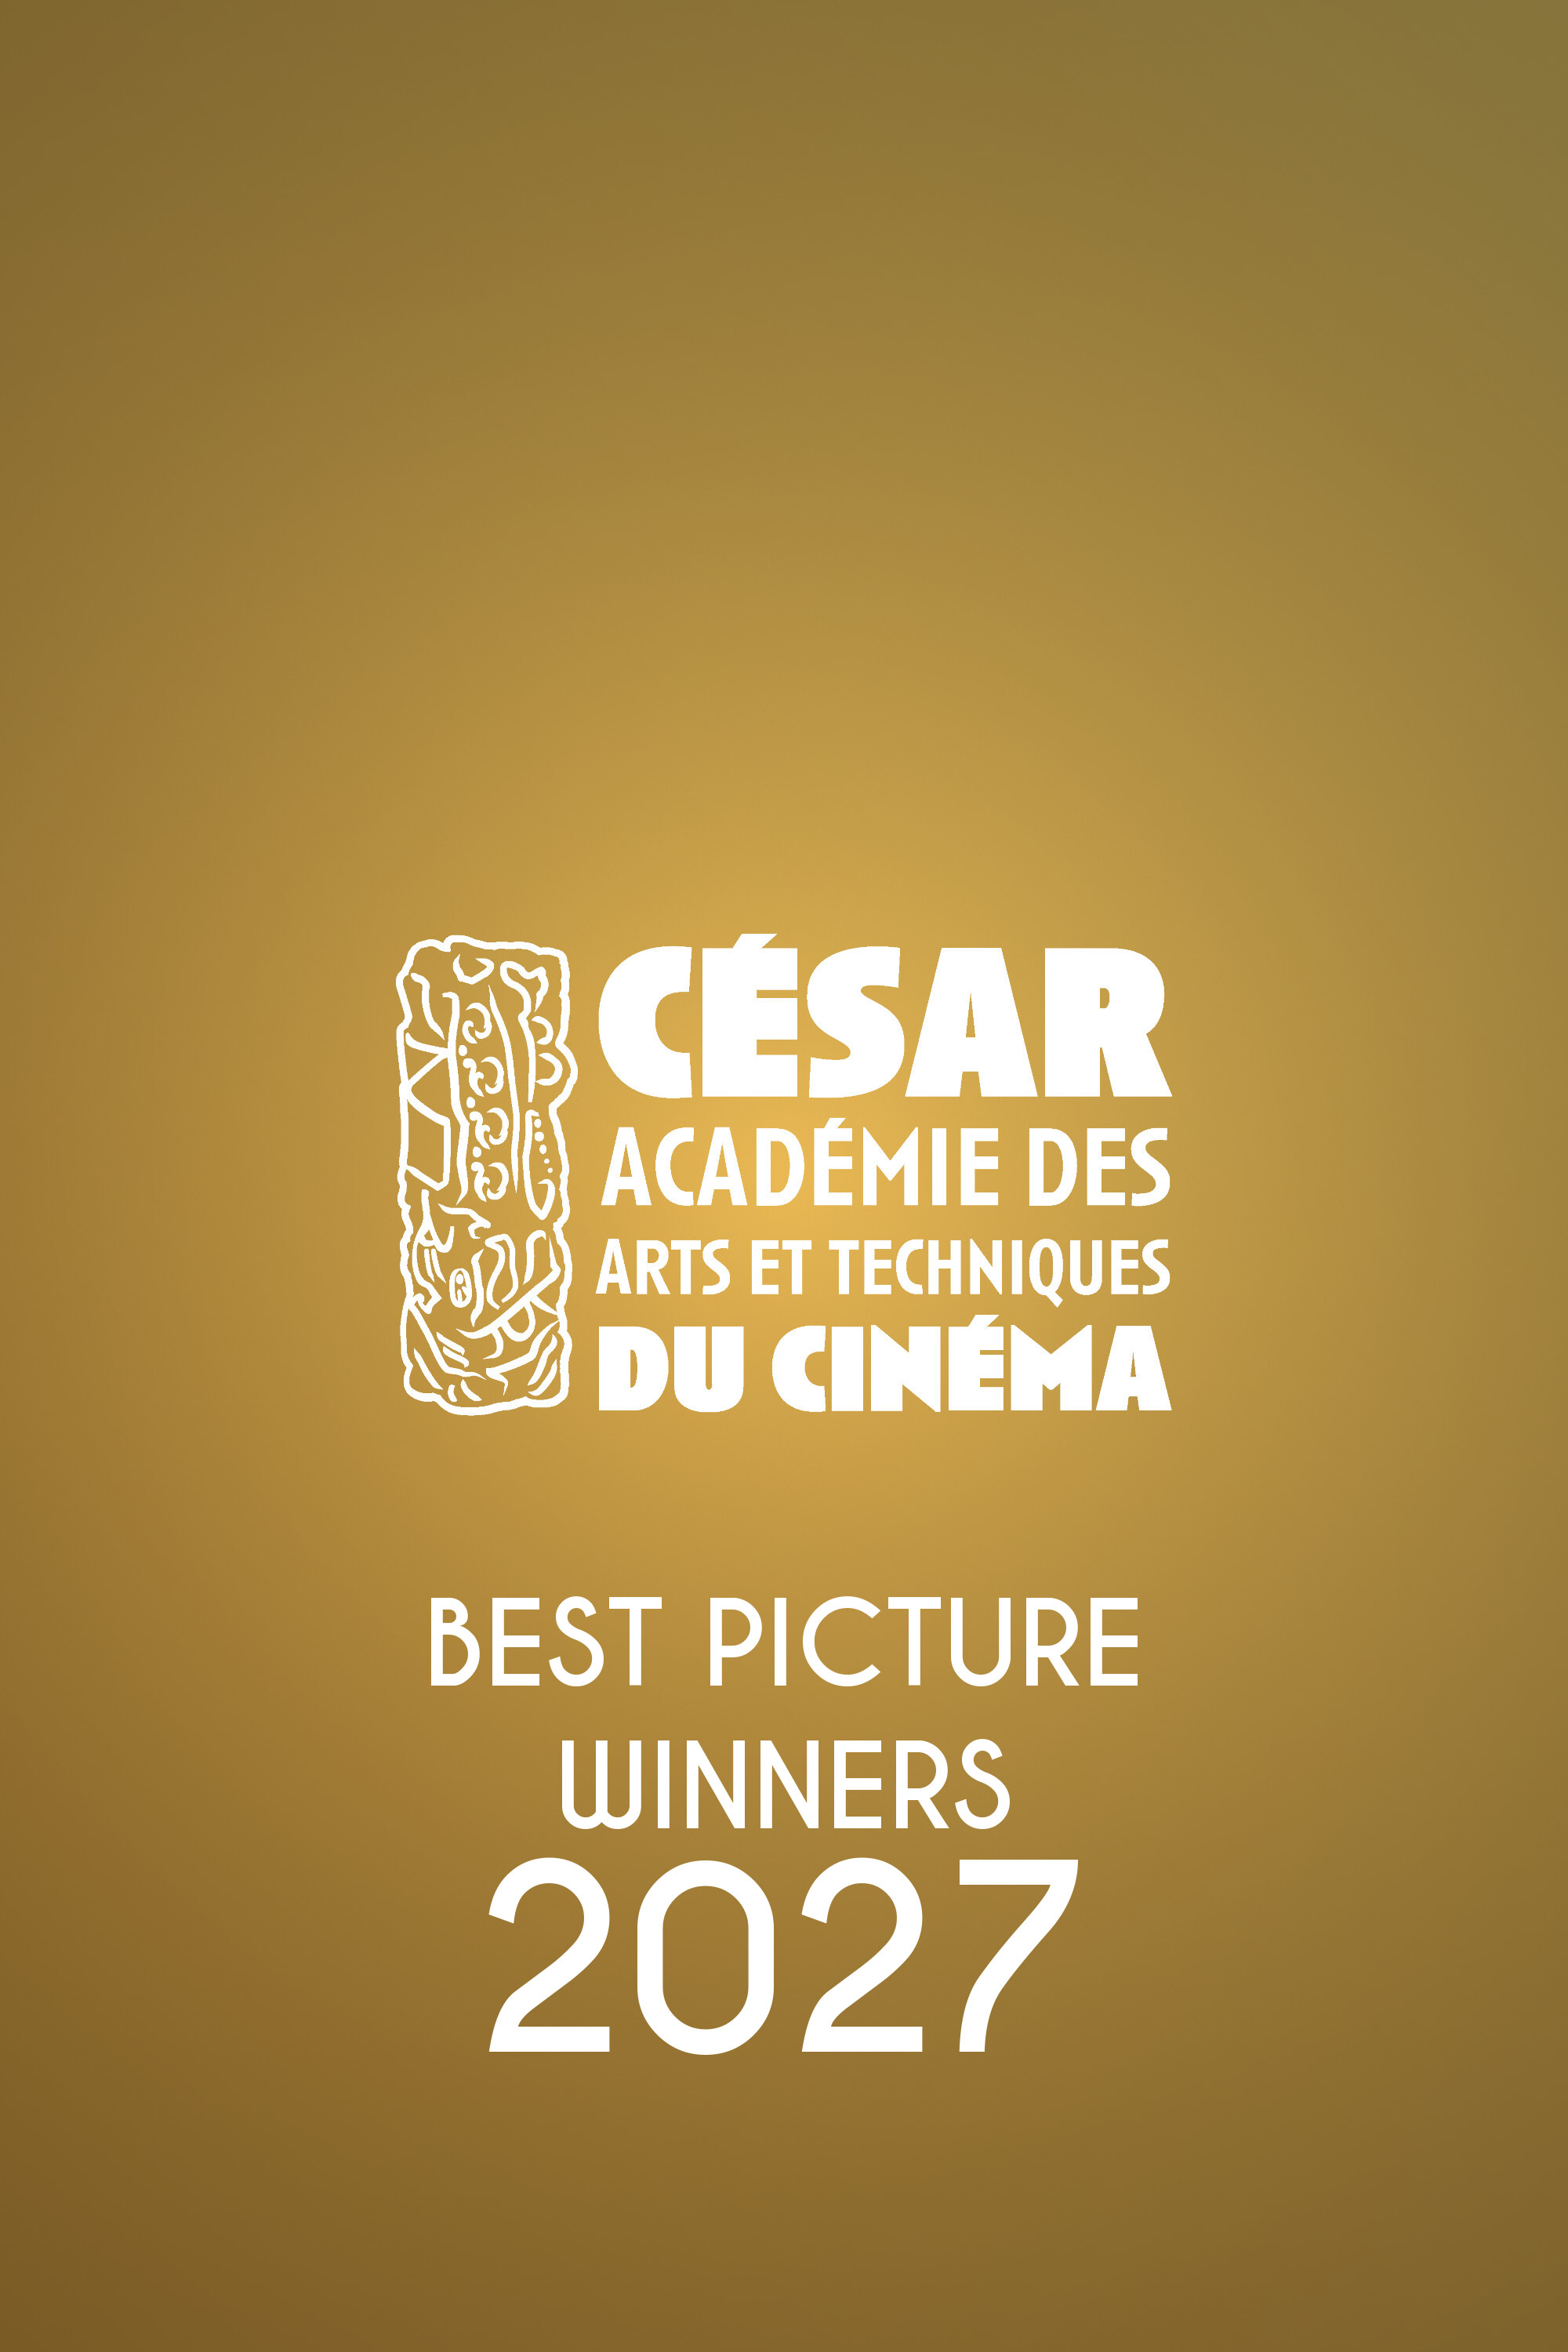 CÉSAR
ACADÉMIE DES
ARTS ET TECHNIQUES
DU CINÉMA
BEST PICTURE
WINNERS
2027